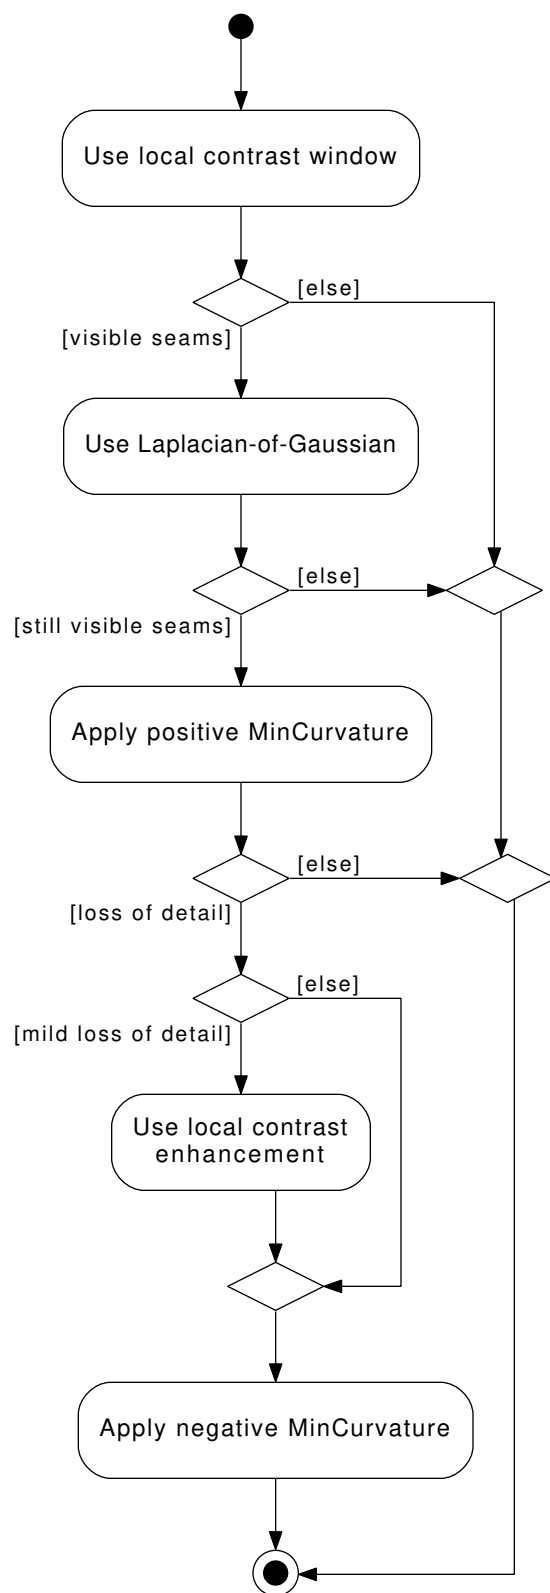 Use local contrast window
[else]
[visible seams]
Use Laplacian-of-Gaussian
[else]
[still visible seams]
Apply positive MinCurvature
[else]
[loss of detail]
[else]
[mild loss of detail]
Use local contrast
enhancement
Apply negative MinCurvature